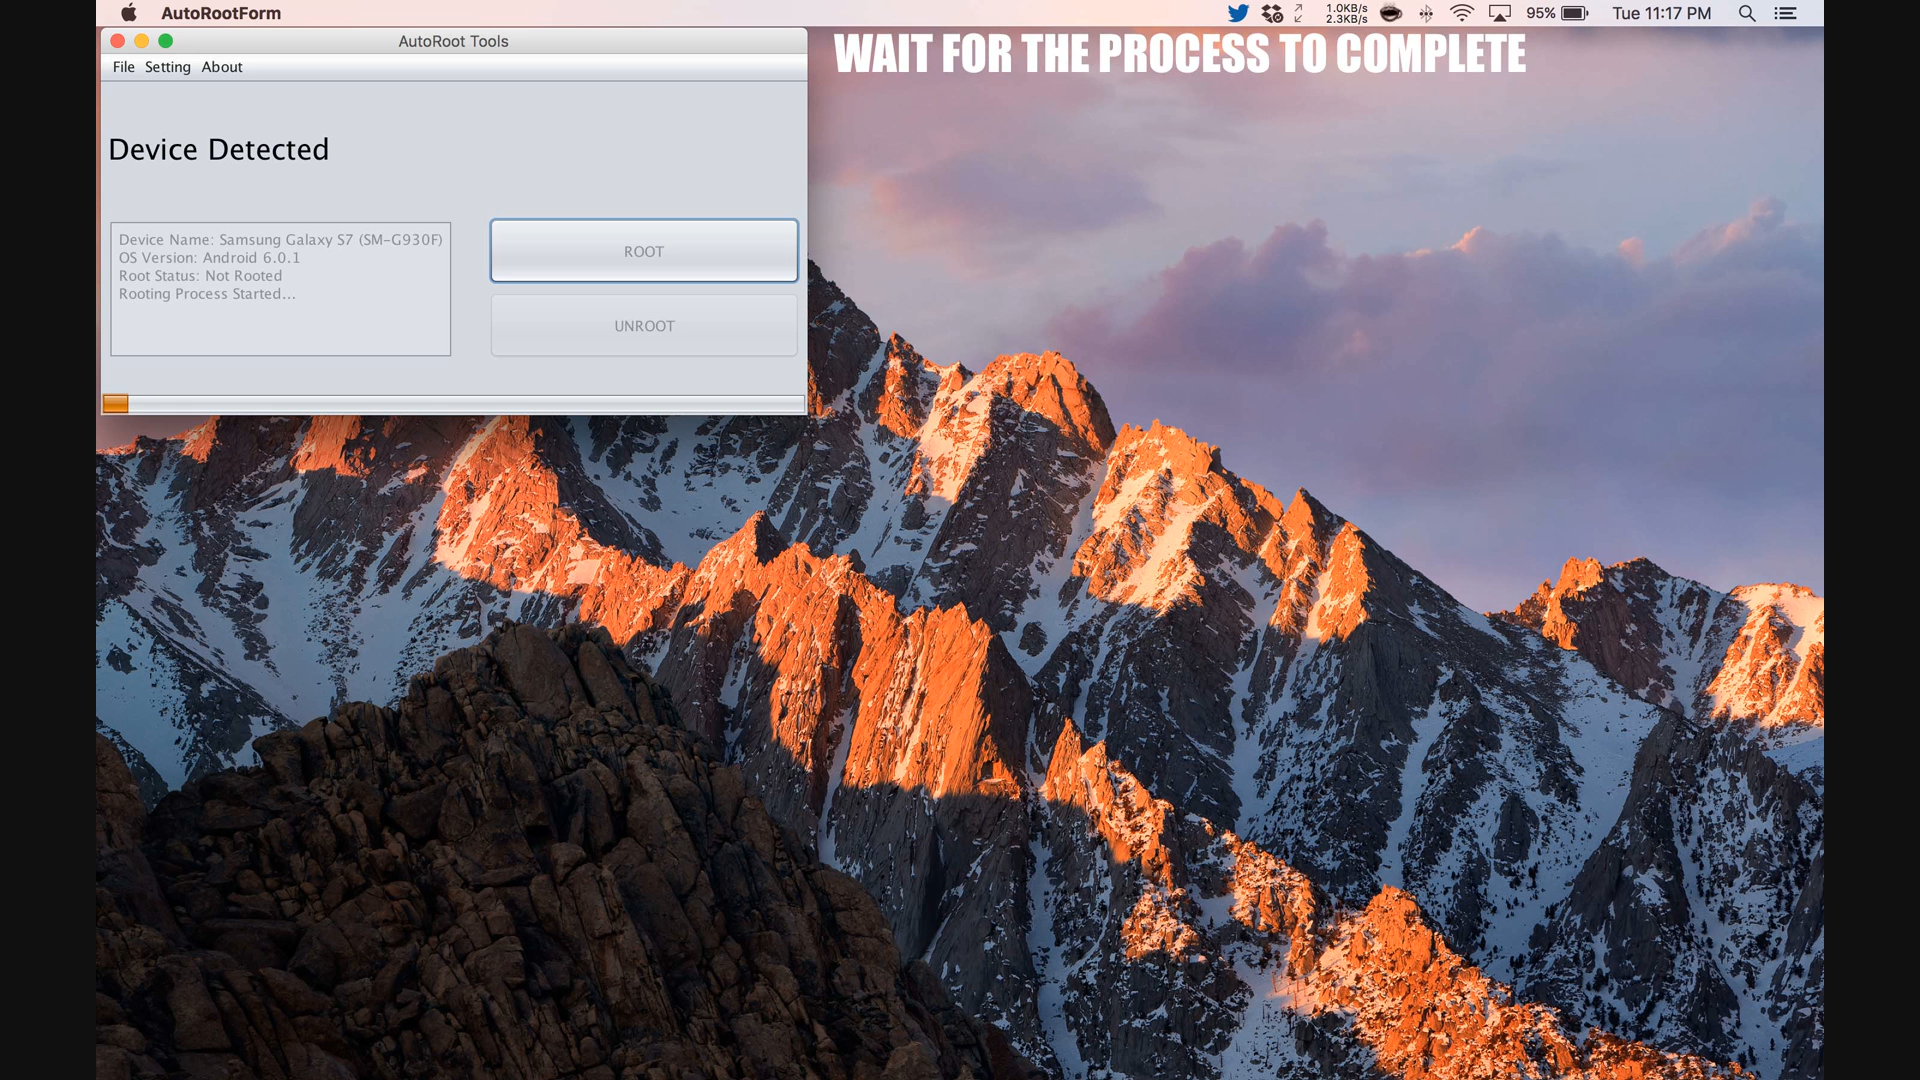 AutoRootForm
1.0KB/s
2.3KB/s
95%
Tue 11:17 PM
AutoRoot Tools
WAIT FOR THE PROCESS TO COMPLETE
File Setting About
Device Detected
Device Name: Samsung Galaxy S7 (SM-G930F)
OS Version: Android 6.0.1
Root Status: Not Rooted
Rooting Process Started...
ROOT
UNROOT